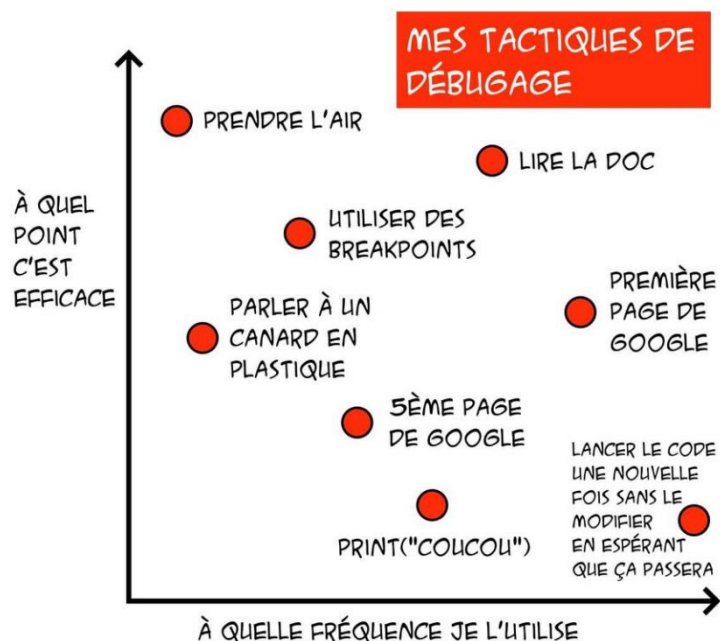 MES TACTIQUES DE
DÉBUGAGE
PRENDRE L'AIR
LIRE LA DOC
À QUEL
POINT
C'EST
EFFICACE
UTILISER DES
BREAKPOINTS
PREMIÈRE
PAGE DE
GOOGLE
PARLER À UN
CANARD EN
PLASTIQUE
5ÈME PAGE
DE GOOGLE
LANCER LE CODE
UNE NOUVELLE
FOIS SANS LE
MODIFIER
EN ESPÉRANT
QUE ÇA PASSERA
PRINT("COUCOU")
À QUELLE FRÉQUENCE JE L'UTILISE